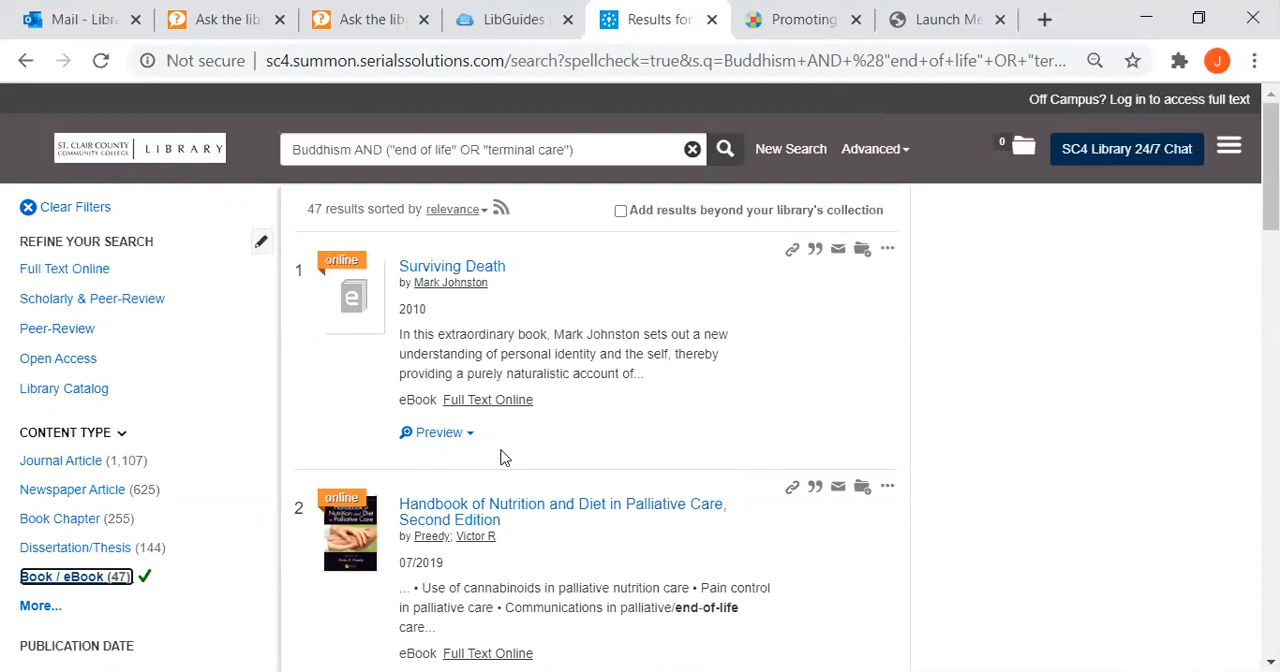 Mail - Libra
Ask the lib
Ask the lib
LibGuides
Results for
Promoting
Launch Me
Not secure
sc4.summon.serialssolutions.com/search?spellcheck=true&s.q=Buddhism+AND+%28"end+of+life"+OR+"ter...
J
Off Campus? Log in to access full text
ST. CLAIR COUNTY
COMMUNITY COLLEGE
LIBRARY
Buddhism AND ("end of life" OR "terminal care")
New Search
Advanced
0
SC4 Library 24/7 Chat
Clear Filters
REFINE YOUR SEARCH
Full Text Online
Scholarly & Peer-Review
Peer-Review
Open Access
Library Catalog
CONTENT TYPE
Journal Article (1,107)
Newspaper Article (625)
Book Chapter (255)
Dissertation/Thesis (144)
Book / eBook (47)
More...
PUBLICATION DATE
47 results sorted by relevance
Add results beyond your library's collection
1
online
e
Surviving Death
by Mark Johnston
2010
In this extraordinary book, Mark Johnston sets out a new
understanding of personal identity and the self, thereby
providing a purely naturalistic account of...
eBook Full Text Online
Preview
2
online
Handbook of
Nutrition and Diet
in Palliative Care
Handbook of Nutrition and Diet in Palliative Care,
Second Edition
by Preedy; Victor R
07/2019
... • Use of cannabinoids in palliative nutrition care • Pain control
in palliative care • Communications in palliative/end-of-life
care...
eBook Full Text Online